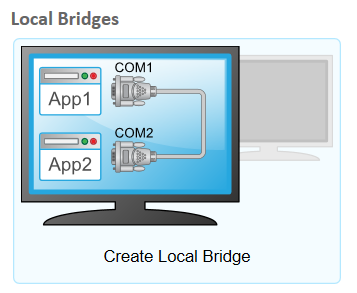 Local Bridges
COM1
App1
COM2
App2
Create Local Bridge